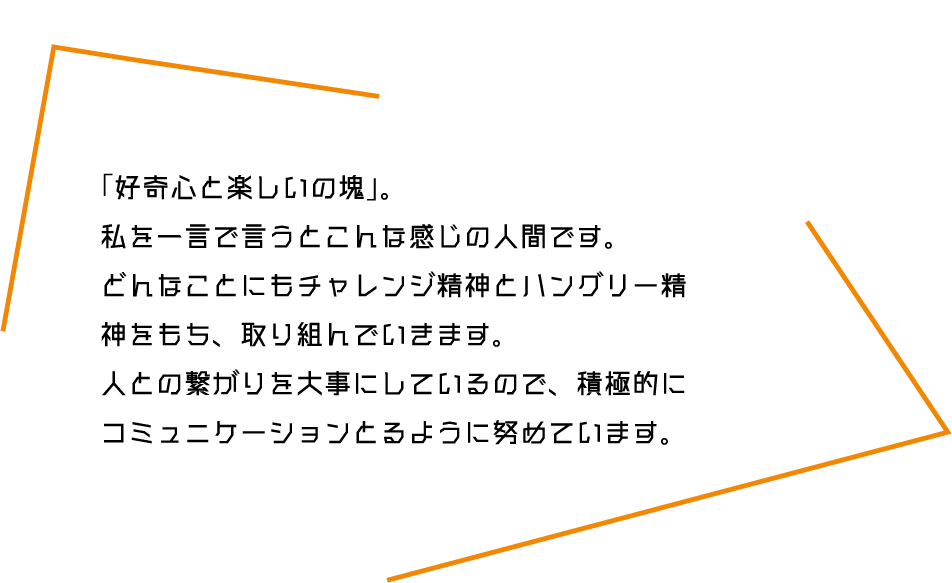 「好奇心と楽しいの塊」。
私を一言で言うとこんな感じの人間です。
どんなことにもチャレンジ精神とハングリー精
神をもち、取り組んでいきます。
人との繋がりを大事にしているので、積極的に
コミュニケーションとるように努めています。